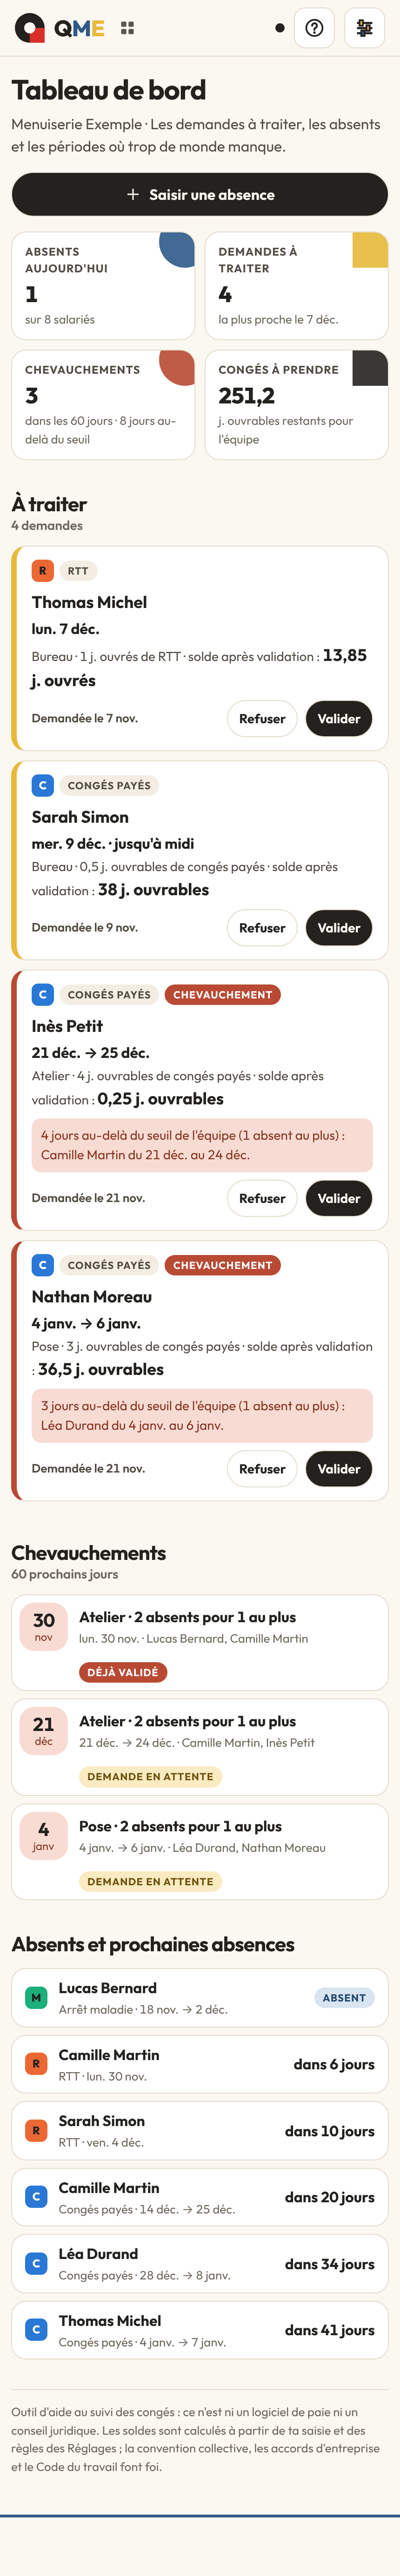 QME
Tableau de bord
Menuiserie Exemple · Les demandes à traiter, les absents
et les périodes où trop de monde manque.
+ Saisir une absence
ABSENTS
AUJOURD'HUI
1
sur 8 salariés
DEMANDES À
TRAITER
4
la plus proche le 7 déc.
CHEVAUCHEMENTS
3
dans les 60 jours · 8 jours au-
delà du seuil
CONGÉS À PRENDRE
251,2
j. ouvrables restants pour
l'équipe
À traiter
4 demandes
R RTT
Thomas Michel
lun. 7 déc.
Bureau · 1 j. ouvrés de RTT · solde après validation : 13,85
j. ouvrés
Demandée le 7 nov. Refuser Valider
C CONGÉS PAYÉS
Sarah Simon
mer. 9 déc. · jusqu'à midi
Bureau · 0,5 j. ouvrables de congés payés · solde après
validation : 38 j. ouvrables
Demandée le 9 nov. Refuser Valider
C CONGÉS PAYÉS CHEVAUCHEMENT
Inès Petit
21 déc. → 25 déc.
Atelier · 4 j. ouvrables de congés payés · solde après
validation : 0,25 j. ouvrables
4 jours au-delà du seuil de l'équipe (1 absent au plus) :
Camille Martin du 21 déc. au 24 déc.
Demandée le 21 nov. Refuser Valider
C CONGÉS PAYÉS CHEVAUCHEMENT
Nathan Moreau
4 janv. → 6 janv.
Pose · 3 j. ouvrables de congés payés · solde après validation
: 36,5 j. ouvrables
3 jours au-delà du seuil de l'équipe (1 absent au plus) :
Léa Durand du 4 janv. au 6 janv.
Demandée le 21 nov. Refuser Valider
Chevauchements
60 prochains jours
30
nov
Atelier · 2 absents pour 1 au plus
lun. 30 nov. · Lucas Bernard, Camille Martin
DÉJÀ VALIDÉ
21
déc
Atelier · 2 absents pour 1 au plus
21 déc. → 24 déc. · Camille Martin, Inès Petit
DEMANDE EN ATTENTE
4
janv
Pose · 2 absents pour 1 au plus
4 janv. → 6 janv. · Léa Durand, Nathan Moreau
DEMANDE EN ATTENTE
Absents et prochaines absences
M Lucas Bernard
Arrêt maladie · 18 nov. → 2 déc.
ABSENT
R Camille Martin
RTT · lun. 30 nov.
dans 6 jours
R Sarah Simon
RTT · ven. 4 déc.
dans 10 jours
C Camille Martin
Congés payés · 14 déc. → 25 déc.
dans 20 jours
C Léa Durand
Congés payés · 28 déc. → 8 janv.
dans 34 jours
C Thomas Michel
Congés payés · 4 janv. → 7 janv.
dans 41 jours
Outil d'aide au suivi des congés : ce n'est ni un logiciel de paie ni un
conseil juridique. Les soldes sont calculés à partir de ta saisie et des
règles des Réglages ; la convention collective, les accords d'entreprise
et le Code du travail font foi.